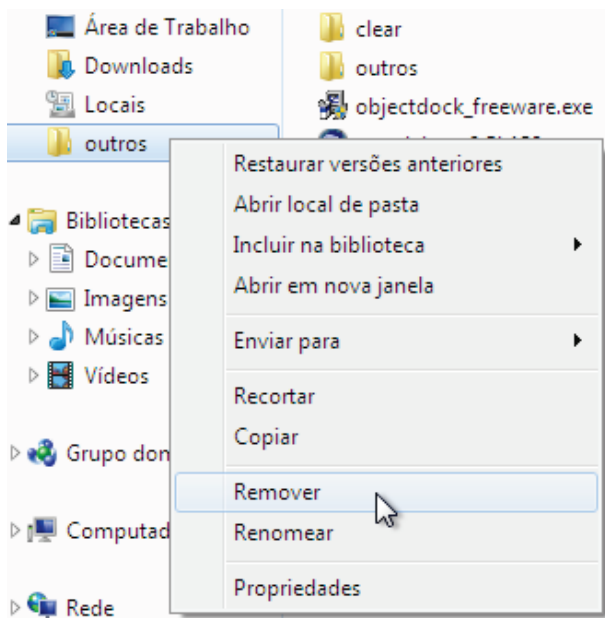 Área de Trabalho
Downloads
Locais
outros
Bibliotecas
Docume
Imagens
Músicas
Vídeos
Grupo don
Computad
Rede
clear
outros
objectdock_freeware.exe
Restaurar versões anteriores
Abrir local de pasta
Incluir na biblioteca
Abrir em nova janela
Enviar para
Recortar
Copiar
Remover
Renomear
Propriedades